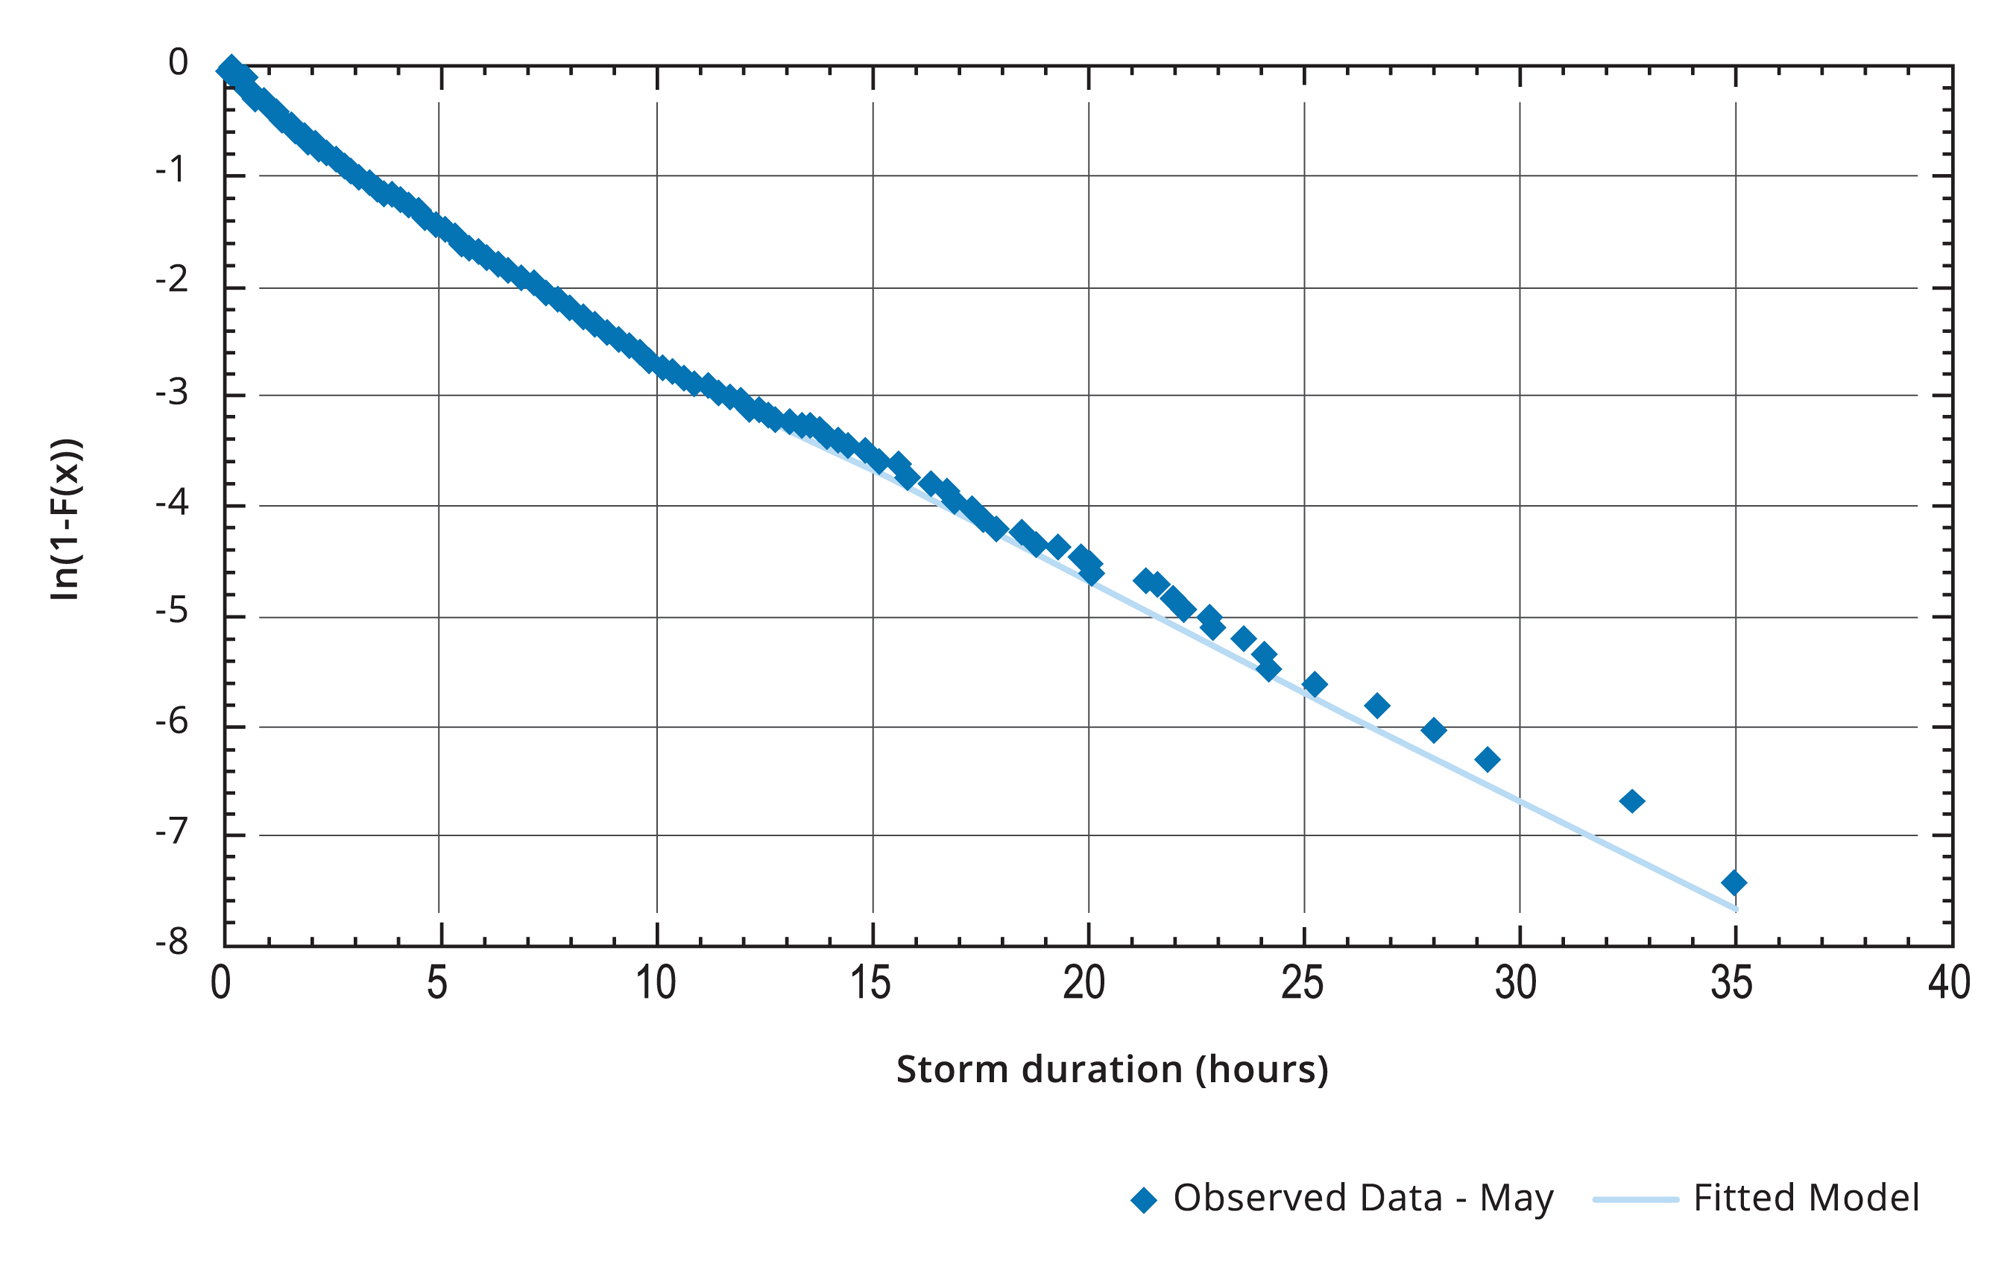 0
-1
-2
-3
-4
-5
-6
-7
-8
ln(1-F(x))
0 5 10 15 20 25 30 35 40
Storm duration (hours)
Observed Data - May Fitted Model